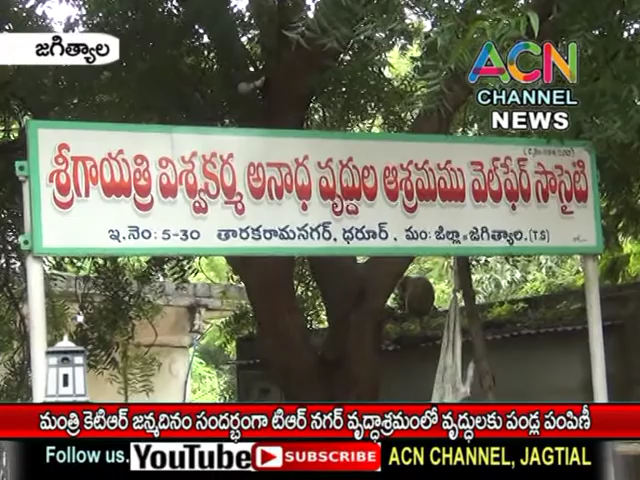 జగిత్యాల
ACN
CHANNEL
NEWS
శ్రీగాయత్రి విశ్వకర్మ అనాధ వృద్దుల ఆశ్రమము వెల్‌ఫేర్ సొసైటి
ఇ.నెం: 5-30 తారకరామనగర్, ధరూర్, మం: జిల్లా: జెగిత్యాల.(T.S)
మంత్రి కెటిఆర్ జన్మదినం సందర్భంగా టిఆర్ నగర్ వృద్ధాశ్రమంలో వృద్ధులకు పండ్ల పంపిణీ
Follow us. YouTube SUBSCRIBE ACN CHANNEL, JAGTIAL